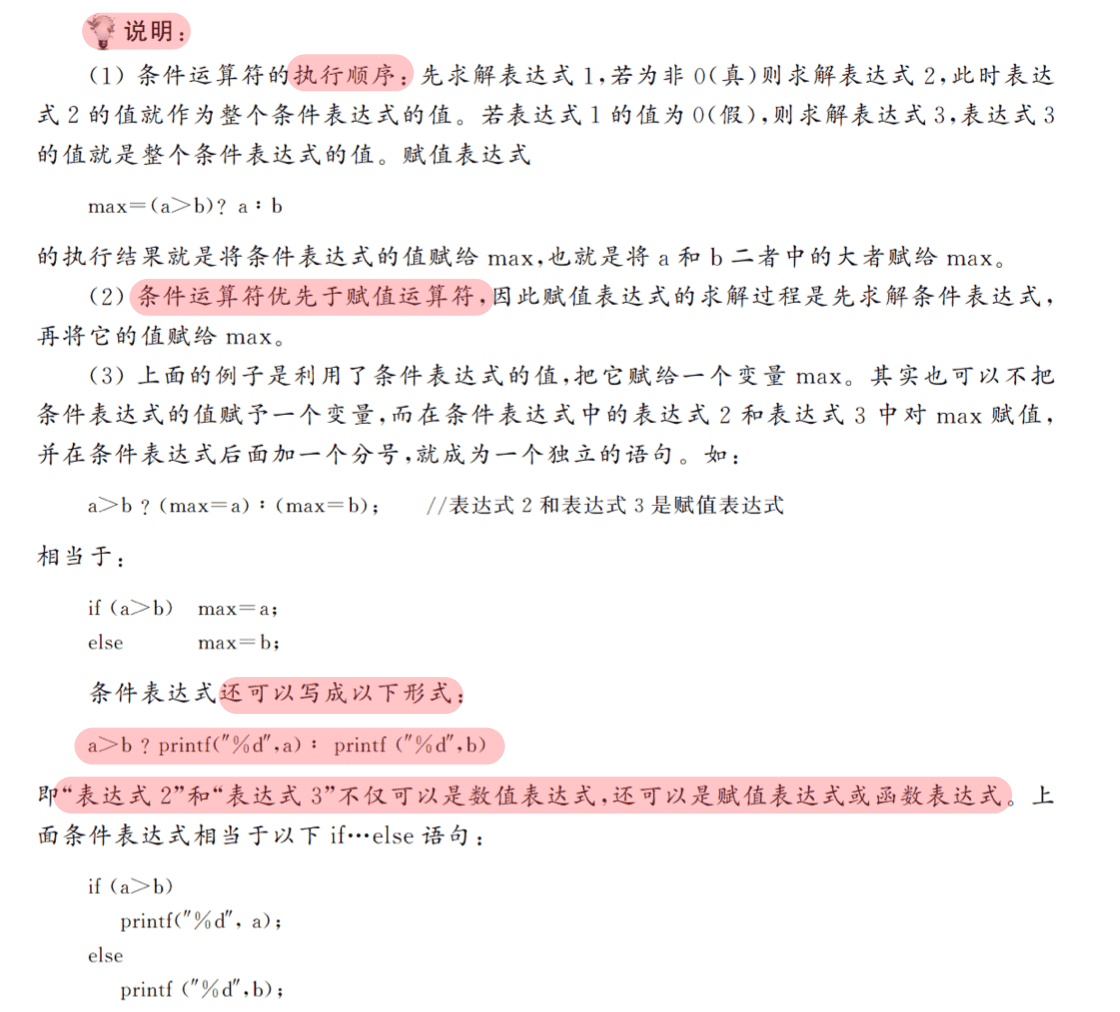 说明：
（1）条件运算符的执行顺序：先求解表达式1,若为非0(真)则求解表达式2,此时表达
式2的值就作为整个条件表达式的值。若表达式1的值为0(假),则求解表达式3,表达式3
的值就是整个条件表达式的值。赋值表达式
max=(a>b)? a : b
的执行结果就是将条件表达式的值赋给 max,也就是将 a 和 b 二者中的大者赋给 max。
（2）条件运算符优先于赋值运算符,因此赋值表达式的求解过程是先求解条件表达式,
再将它的值赋给 max。
（3）上面的例子是利用了条件表达式的值,把它赋给一个变量 max。其实也可以不把
条件表达式的值赋予一个变量,而在条件表达式中的表达式 2 和表达式 3 中对 max 赋值,
并在条件表达式后面加一个分号,就成为一个独立的语句。如：
a>b ? (max=a) : (max=b); //表达式 2 和表达式 3 是赋值表达式
相当于：
if (a>b) max=a;
else max=b;
条件表达式还可以写成以下形式：
a>b ? printf("%d",a) : printf ("%d",b)
即“表达式 2”和“表达式 3”不仅可以是数值表达式,还可以是赋值表达式或函数表达式。上
面条件表达式相当于以下 if…else 语句：
if (a>b)
printf("%d", a);
else
printf ("%d",b);